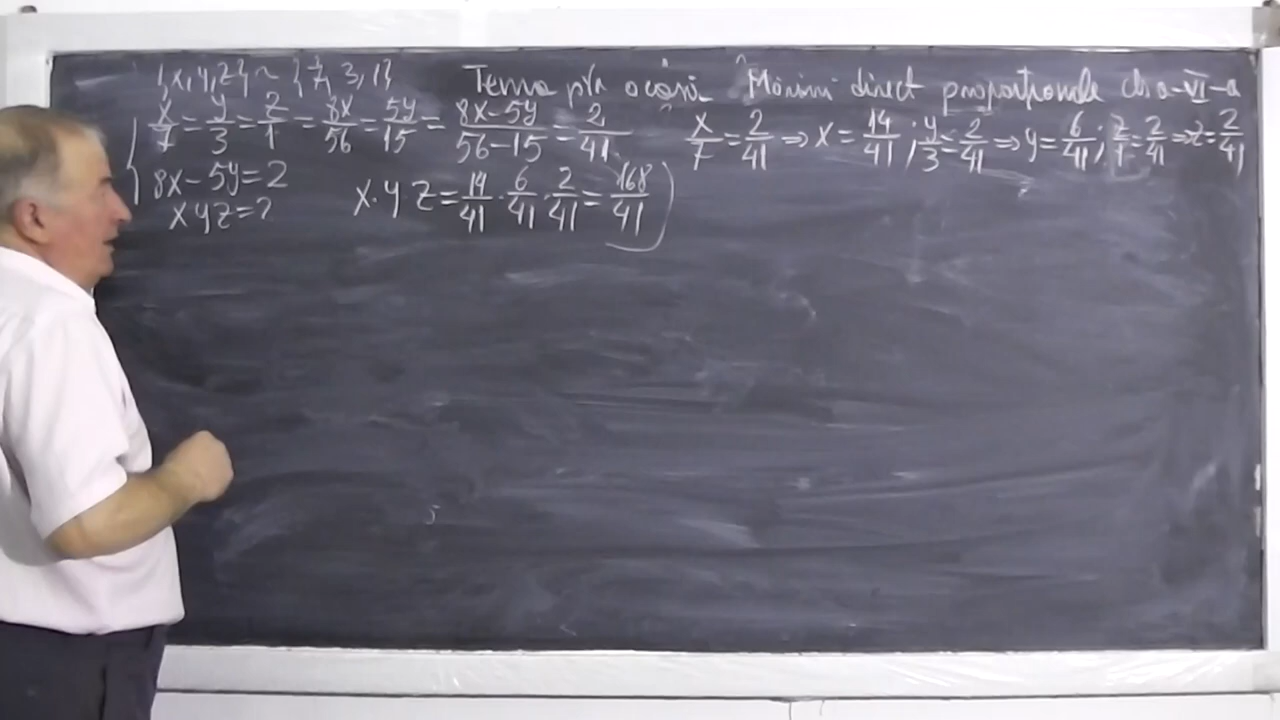 {x,y,z} ~ {7, 3, 1}
Tema ptr acasă Mărimi direct proporționale cls a-VI-a
x/7 = y/3 = z/1 = 8x/56 = 5y/15 = 8x-5y/56-15 = 2/41
x/7 = 2/41 ⇒ x = 14/41 ; y/3 = 2/41 ⇒ y = 6/41 ; z/1 = 2/41 ⇒ z = 2/41
8x-5y=2
xyz=?
x·y·z = 14/41 · 6/41 · 2/41 = 168/41